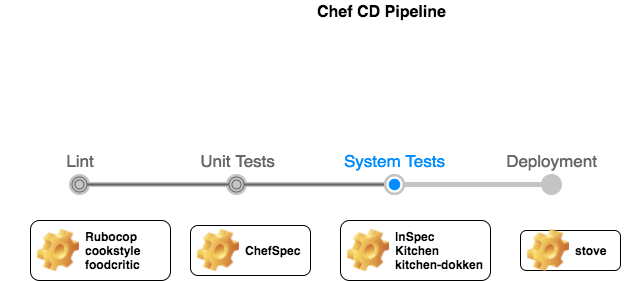 Chef CD Pipeline
Lint
Unit Tests
System Tests
Deployment
Rubocop
cookstyle
foodcritic
ChefSpec
InSpec
Kitchen
kitchen-dokken
stove